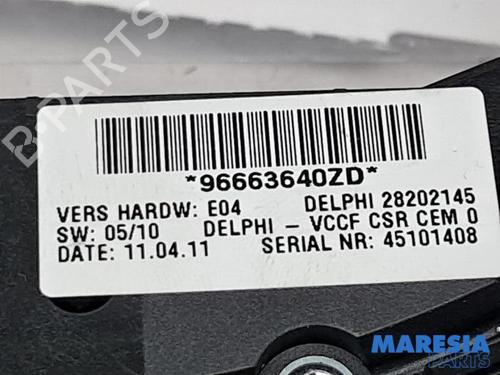 *96663640ZD*
VERS HARDW: E04 DELPHI 28202145
SW: 05/10 DELPHI – VCCF CSR CEM 0
DATE: 11.04.11 SERIAL NR: 45101408
B-PARTS
MARESIA
PARTS